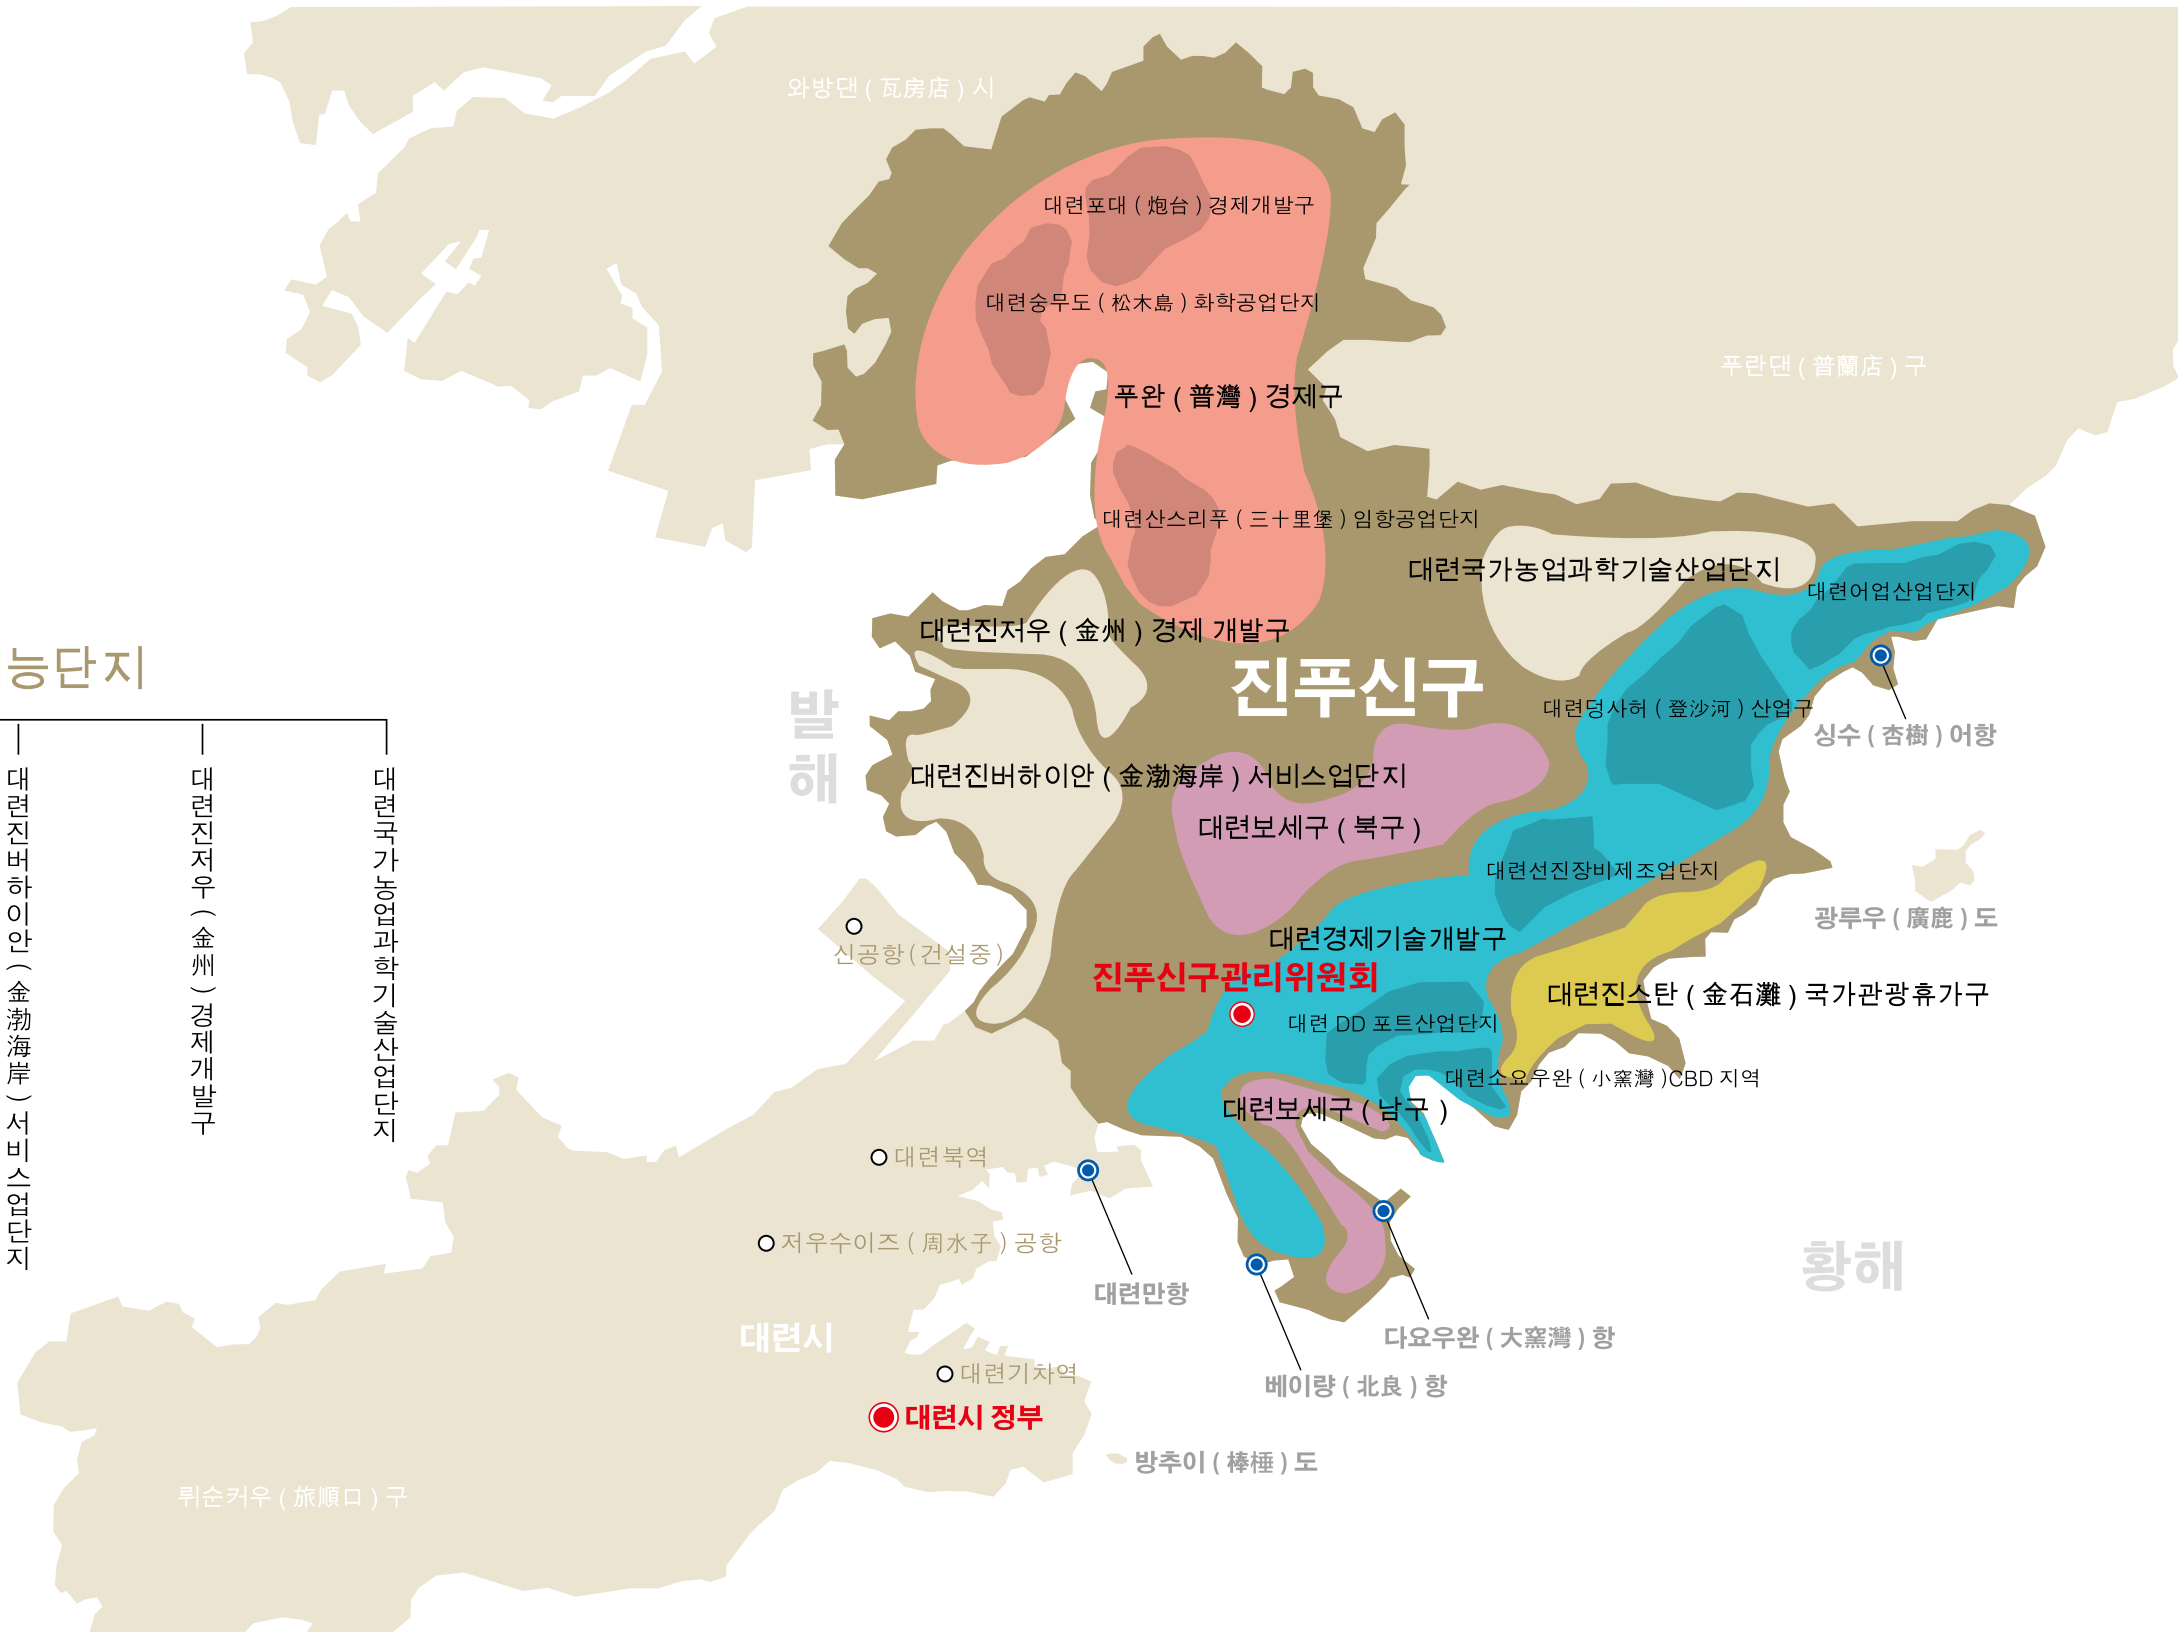 와방댄 ( 瓦房店 ) 시
대련포대 ( 炮台 ) 경제개발구
대련숭무도 ( 松木島 ) 화학공업단지
푸란댄 ( 普蘭店 ) 구
푸완 ( 普灣 ) 경제구
대련산스리푸 ( 三十里堡 ) 임항공업단지
대련국가농업과학기술산업단지
대련어업산업단지
대련진저우 ( 金州 ) 경제 개발구
능단지
진푸신구
발해
대련덩사허 ( 登沙河 ) 산업구
싱수 ( 杏樹 ) 어항
대련진버하이안 ( 金渤海岸 ) 서비스업단지
대련진저우 ( 金州 ) 경제개발구
대련국가농업과학기술산업단지
대련진버하이안 ( 金渤海岸 ) 서비스업단지
대련보세구 ( 북구 )
대련선진장비제조업단지
광루우 ( 廣鹿 ) 도
대련경제기술개발구
신공항 ( 건설중 )
진푸신구관리위원회
대련진스탄 ( 金石灘 ) 국가관광휴가구
대련 DD 포트산업단지
대련소요우완 ( 小窯灣 )CBD 지역
대련보세구 ( 남구 )
대련북역
저우수이즈 ( 周水子 ) 공항
황해
대련만항
대련시
다요우완 ( 大窯灣 ) 항
대련기차역
베이량 ( 北良 ) 항
대련시 정부
방추이 ( 棒棰 ) 도
뤼순커우 ( 旅順口 ) 구